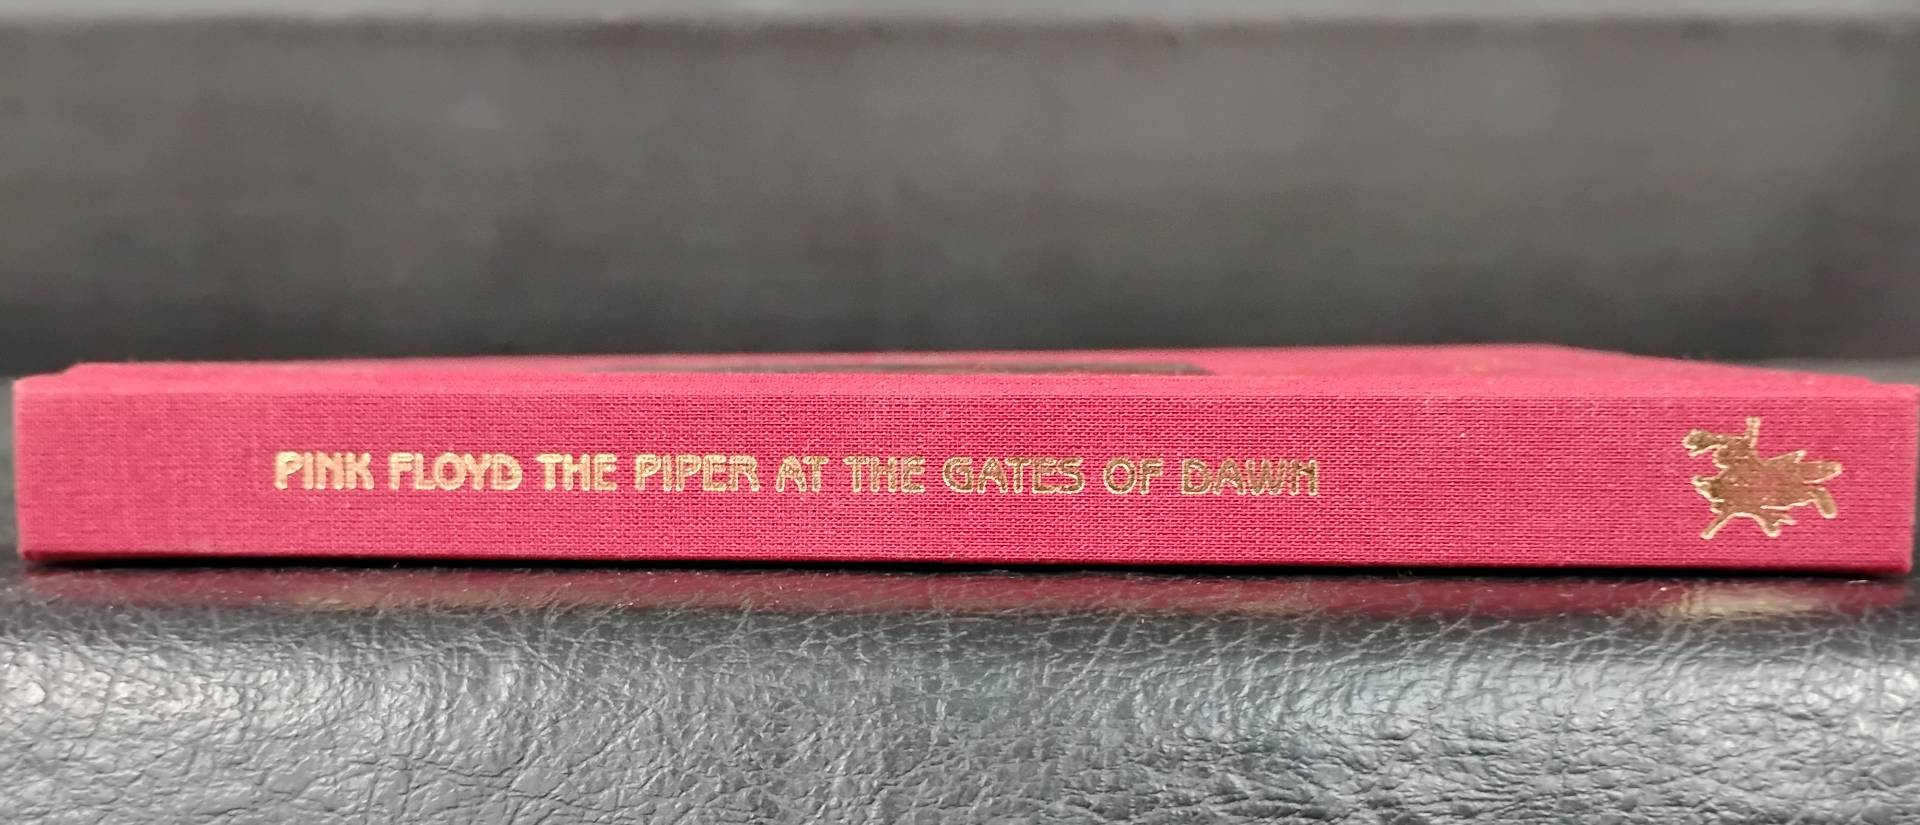 PINK FLOYD THE PIPER AT THE GATES OF DAWN